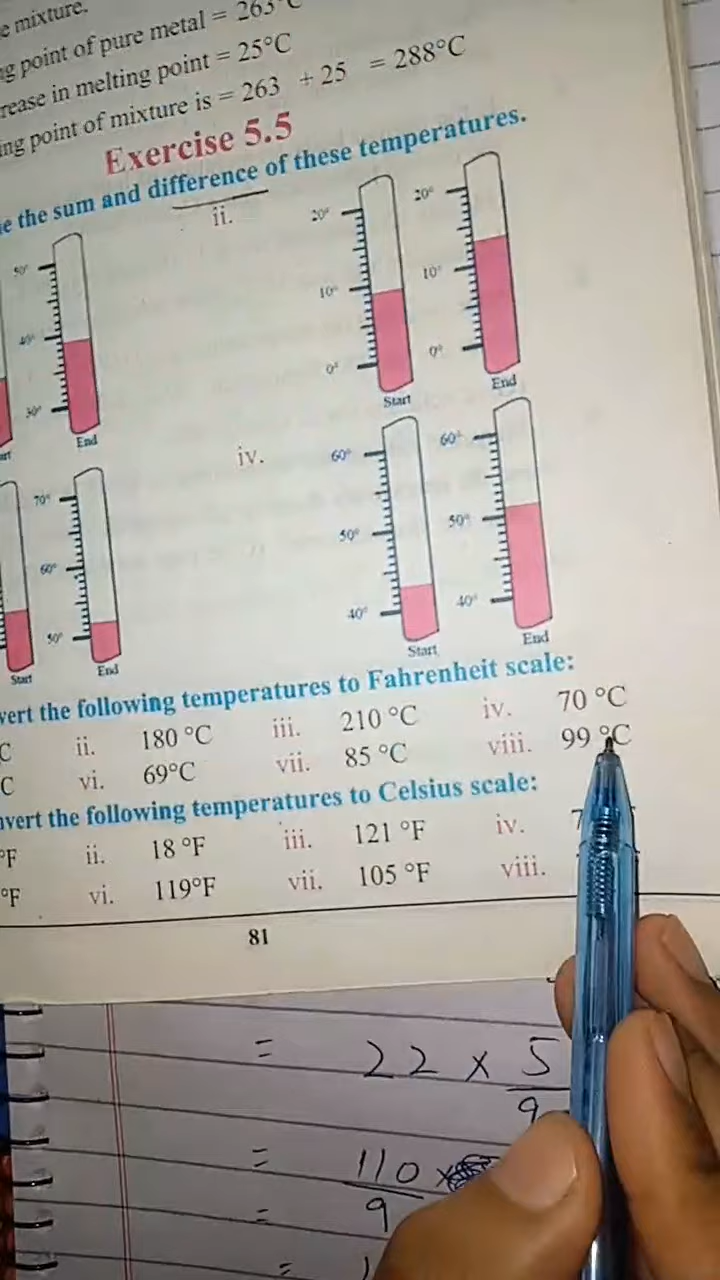 e mixture.
g point of pure metal = 263°C
rease in melting point = 25°C
ing point of mixture is = 263 + 25 = 288°C
Exercise 5.5
e the sum and difference of these temperatures.
ii.
50° 40° 30° End
20° 10° 0° Start
20° 10° 0° End
iv.
Start
70° 60° 50° End
60° 50° 40° Start
60° 50° 40° End
vert the following temperatures to Fahrenheit scale:
C ii. 180 °C iii. 210 °C iv. 70 °C
C vi. 69°C vii. 85 °C viii. 99 °C
nvert the following temperatures to Celsius scale:
°F ii. 18 °F iii. 121 °F iv. 7
°F vi. 119°F vii. 105 °F viii.
81
= 22 × 5
9
= 110 ×
9
=
=